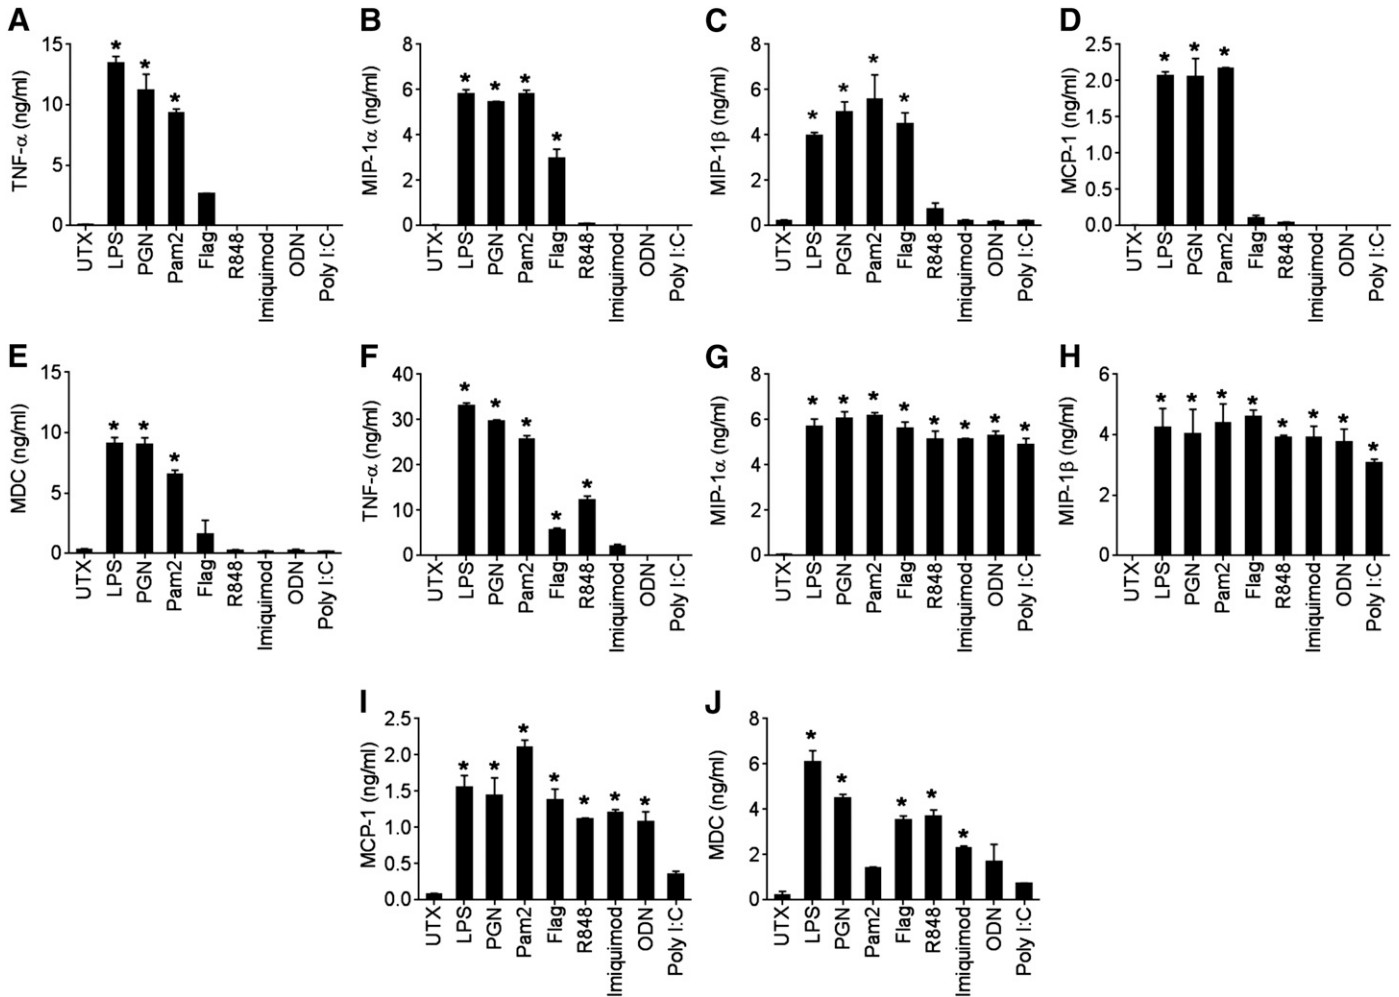 A
TNF-α (ng/ml)
15
10
5
0
UTX
LPS
PGN
Pam2
Flag
R848
Imiquimod
ODN
Poly I:C
*
*
*
B
MIP-1α (ng/ml)
8
6
4
2
0
UTX
LPS
PGN
Pam2
Flag
R848
Imiquimod
ODN
Poly I:C
*
*
*
*
C
MIP-1β (ng/ml)
8
6
4
2
0
UTX
LPS
PGN
Pam2
Flag
R848
Imiquimod
ODN
Poly I:C
*
*
*
*
D
MCP-1 (ng/ml)
2.5
2.0
1.5
1.0
0.5
0.0
UTX
LPS
PGN
Pam2
Flag
R848
Imiquimod
ODN
Poly I:C
*
*
*
E
MDC (ng/ml)
15
10
5
0
UTX
LPS
PGN
Pam2
Flag
R848
Imiquimod
ODN
Poly I:C
*
*
*
F
TNF-α (ng/ml)
40
30
20
10
0
UTX
LPS
PGN
Pam2
Flag
R848
Imiquimod
ODN
Poly I:C
*
*
*
*
*
G
MIP-1α (ng/ml)
8
6
4
2
0
UTX
LPS
PGN
Pam2
Flag
R848
Imiquimod
ODN
Poly I:C
*
*
*
*
*
*
*
*
H
MIP-1β (ng/ml)
6
4
2
0
UTX
LPS
PGN
Pam2
Flag
R848
Imiquimod
ODN
Poly I:C
*
*
*
*
*
*
*
*
I
MCP-1 (ng/ml)
2.5
2.0
1.5
1.0
0.5
0.0
UTX
LPS
PGN
Pam2
Flag
R848
Imiquimod
ODN
Poly I:C
*
*
*
*
*
*
*
J
MDC (ng/ml)
8
6
4
2
0
UTX
LPS
PGN
Pam2
Flag
R848
Imiquimod
ODN
Poly I:C
*
*
*
*
*